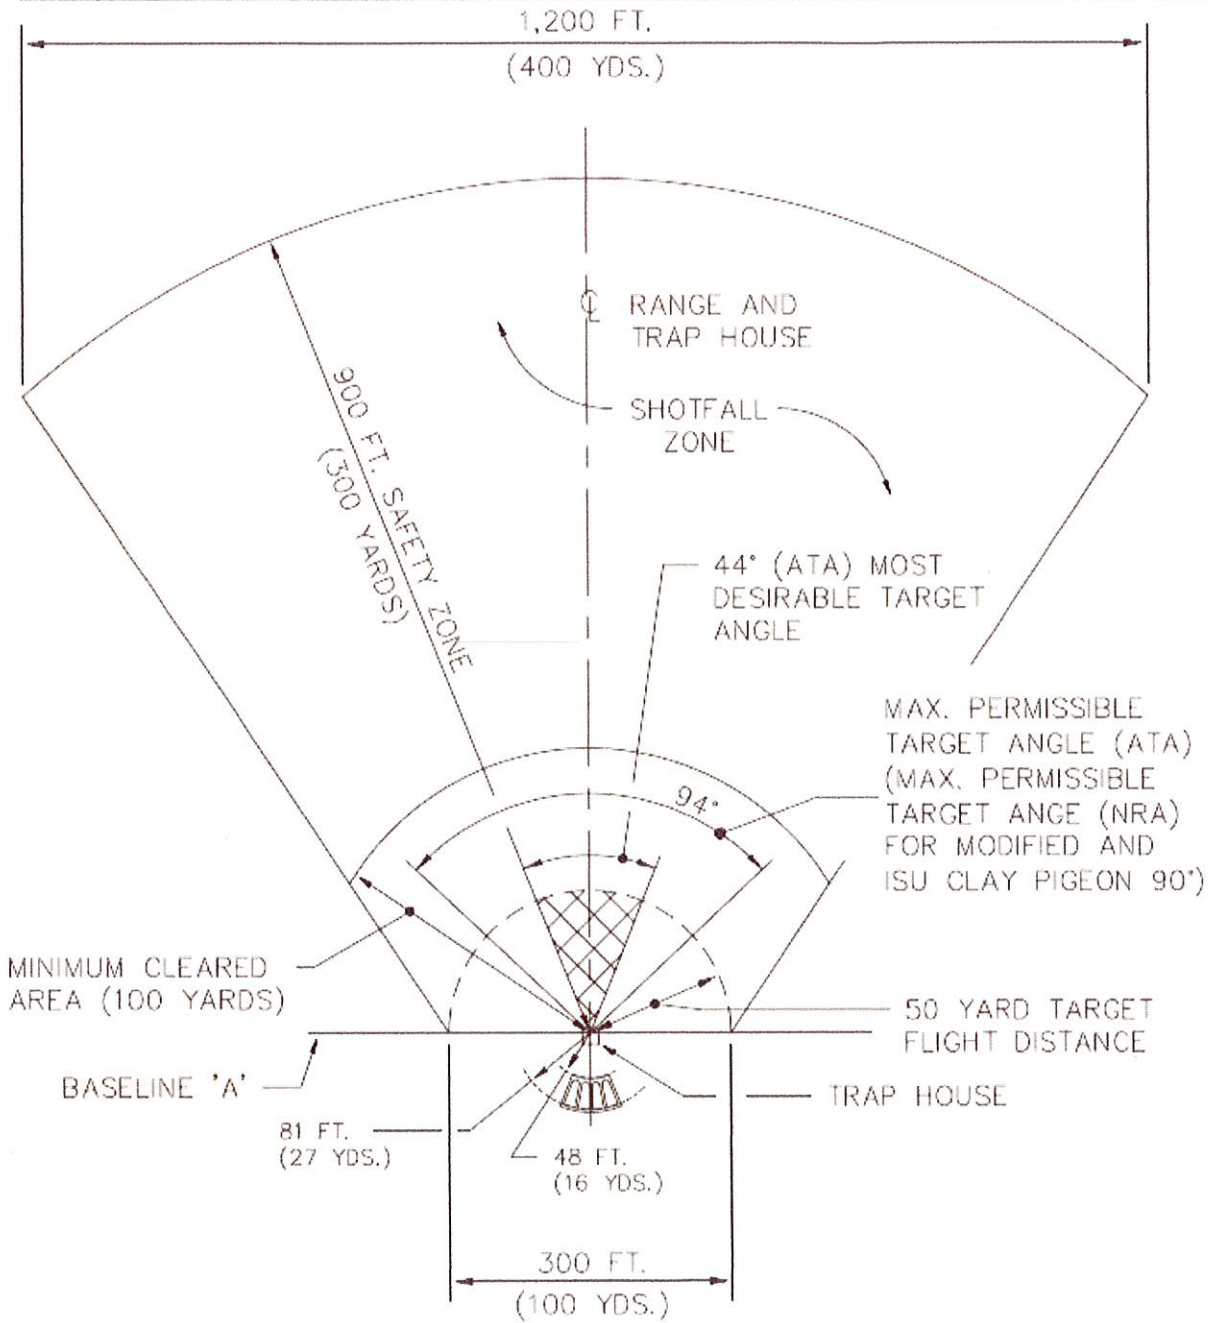 1,200 FT.
(400 YDS.)
℄ RANGE AND
TRAP HOUSE
SHOTFALL
ZONE
900 FT. SAFETY ZONE
(300 YARDS)
44° (ATA) MOST
DESIRABLE TARGET
ANGLE
MAX. PERMISSIBLE
TARGET ANGLE (ATA)
(MAX. PERMISSIBLE
TARGET ANGE (NRA)
FOR MODIFIED AND
ISU CLAY PIGEON 90°)
94°
MINIMUM CLEARED
AREA (100 YARDS)
50 YARD TARGET
FLIGHT DISTANCE
BASELINE 'A'
TRAP HOUSE
81 FT.
(27 YDS.)
48 FT.
(16 YDS.)
300 FT.
(100 YDS.)